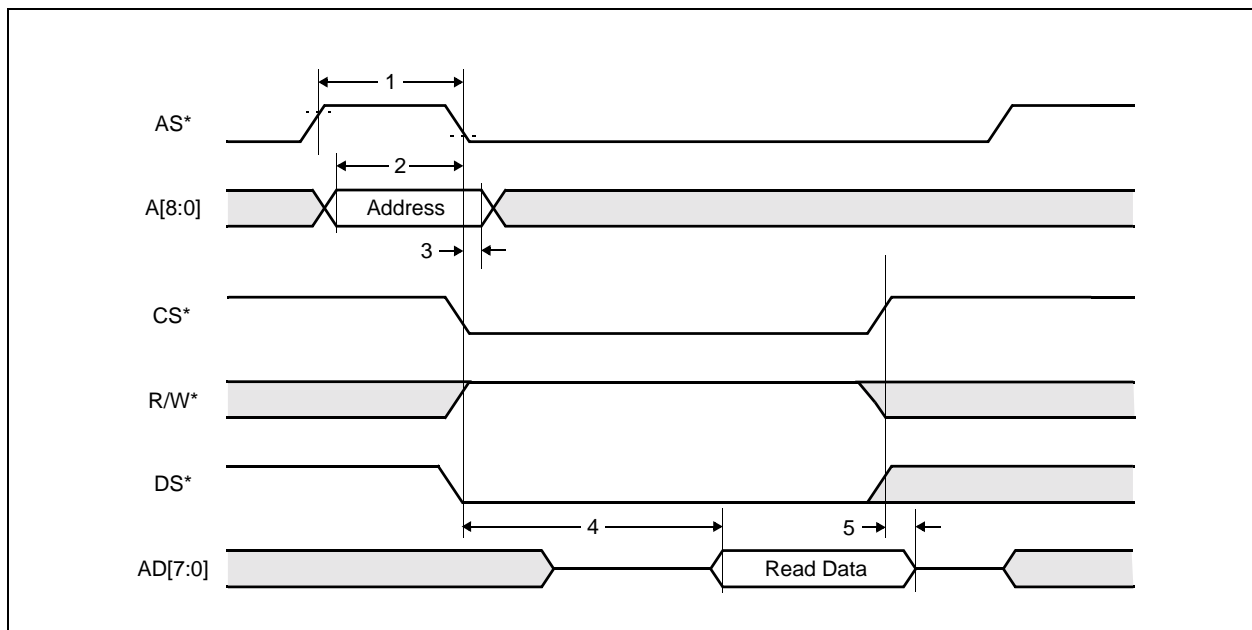 1
AS*
2
A[8:0]
Address
3
CS*
R/W*
DS*
4
5
AD[7:0]
Read Data